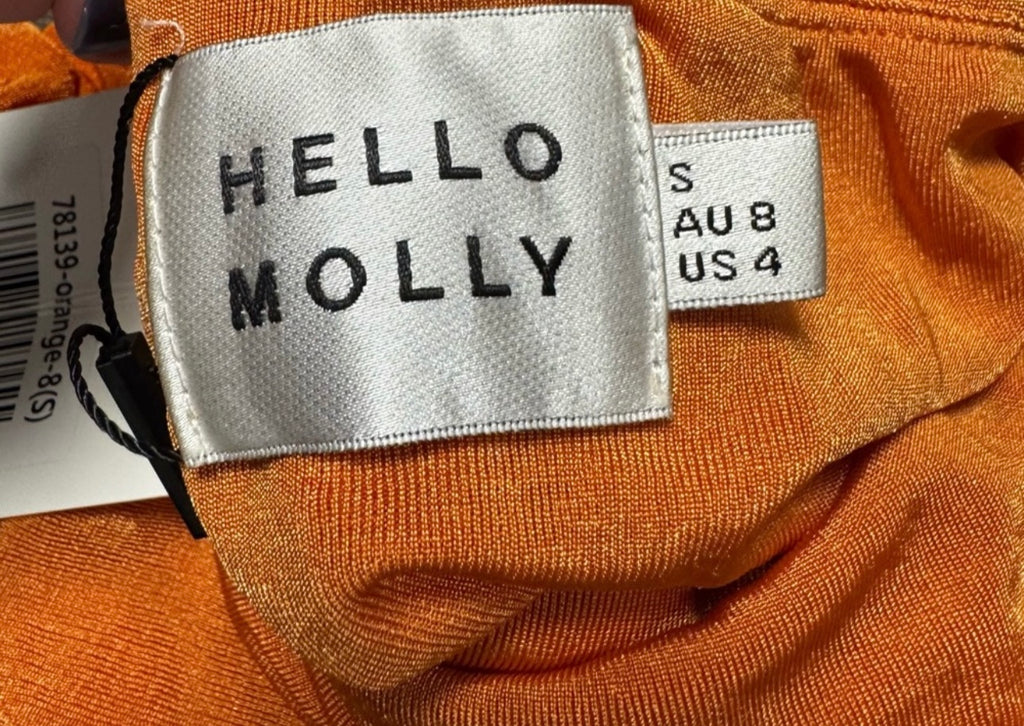 HELLO
MOLLY
S
AU 8
US 4
78139-orange-8(S)